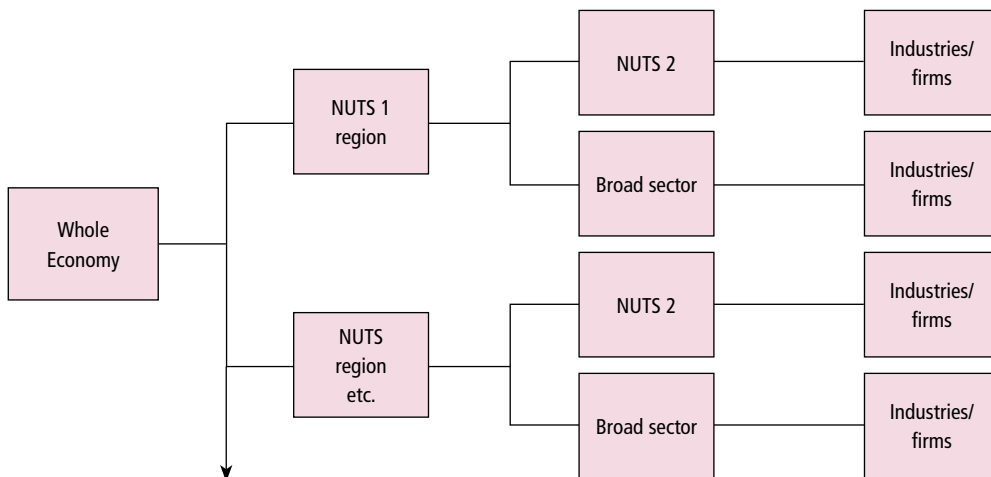 Whole
Economy
NUTS 1
region
NUTS
region
etc.
NUTS 2
Broad sector
NUTS 2
Broad sector
Industries/
firms
Industries/
firms
Industries/
firms
Industries/
firms